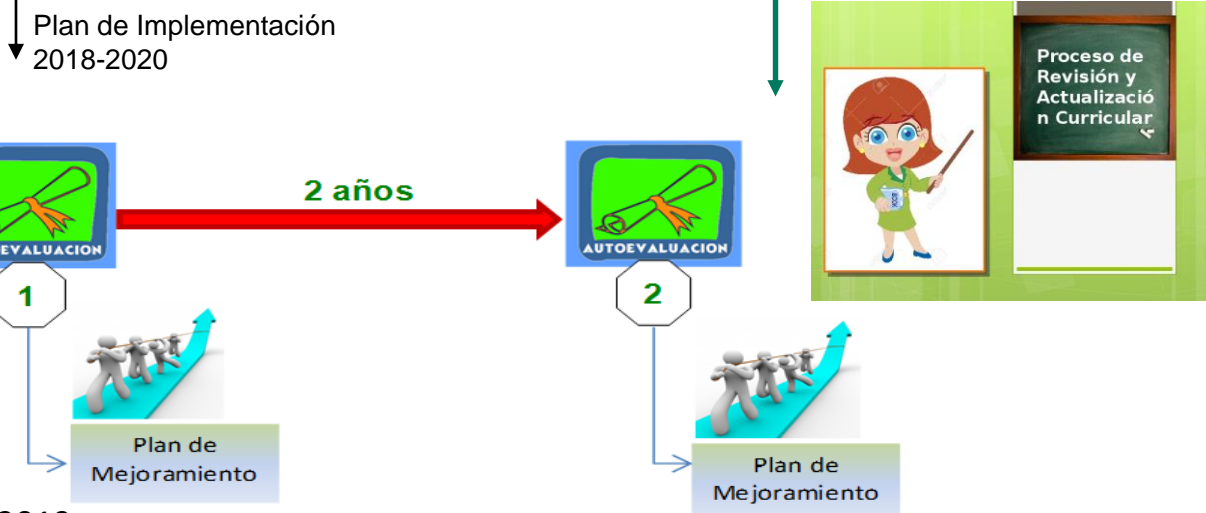 Plan de Implementación
2018-2020
Proceso de
Revisión y
Actualizació
n Curricular
2 años
EVALUACION
AUTOEVALUACION
1
2
Plan de
Mejoramiento
Plan de
Mejoramiento